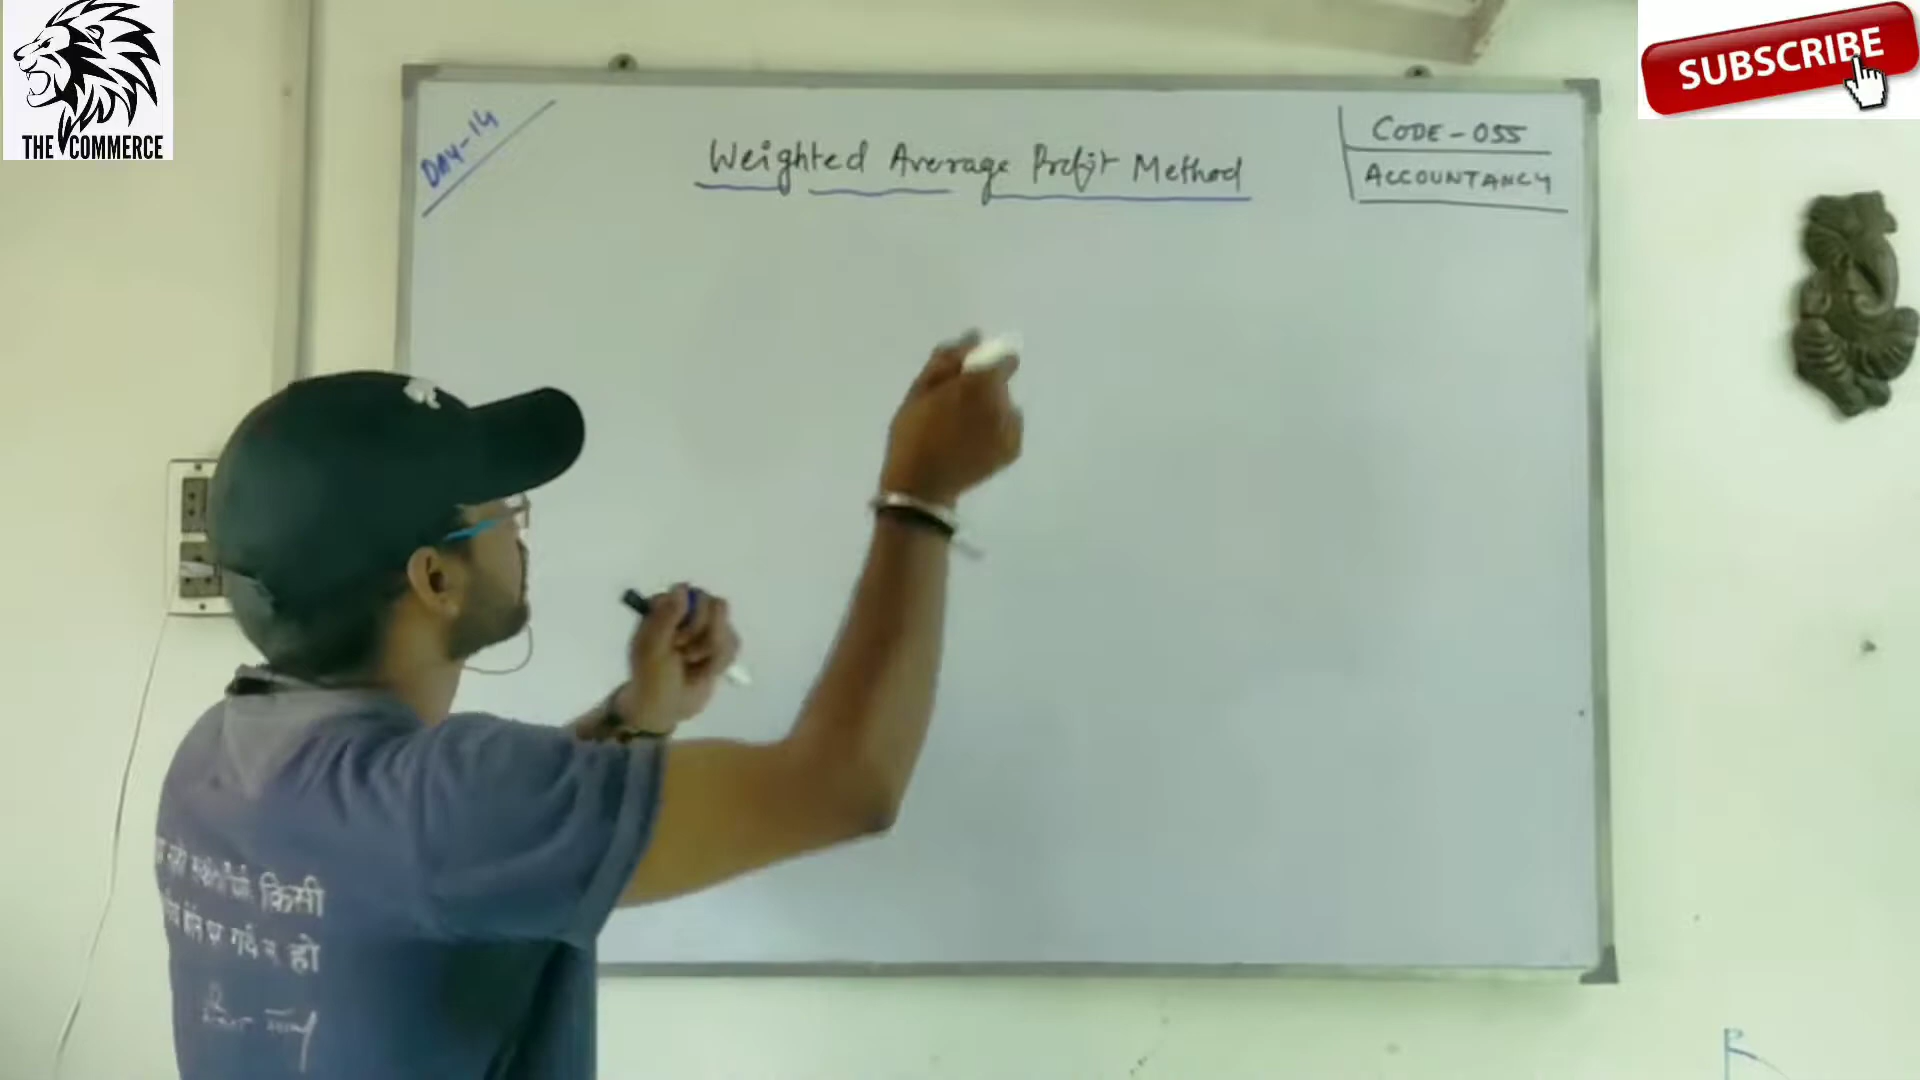 THE COMMERCE
SUBSCRIBE
DAY-14
Weighted Average Profit Method
CODE-055
ACCOUNTANCY
किसी
हो